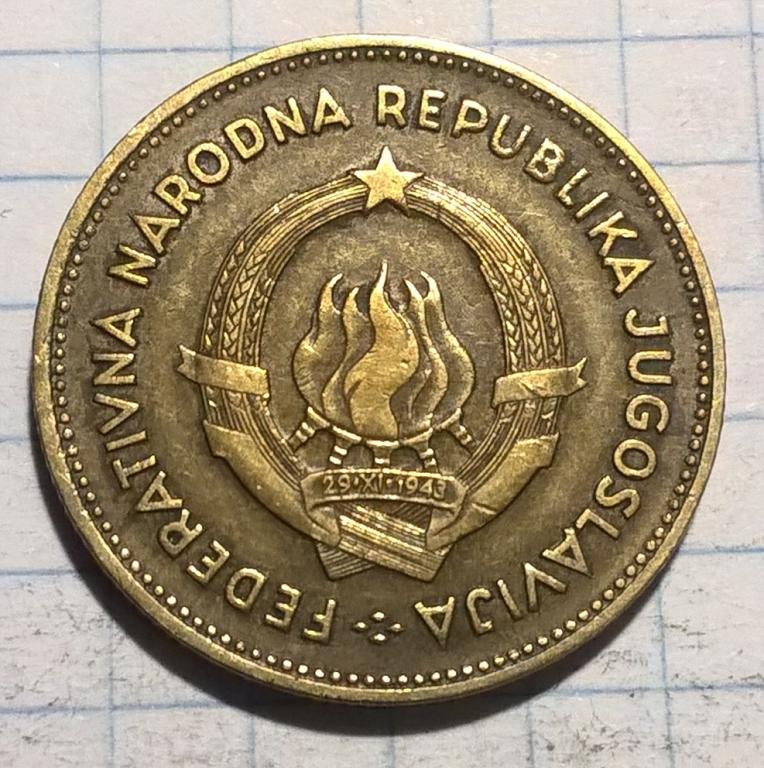 FEDERATIVNA NARODNA REPUBLIKA JUGOSLAVIJA
29·XI·1943